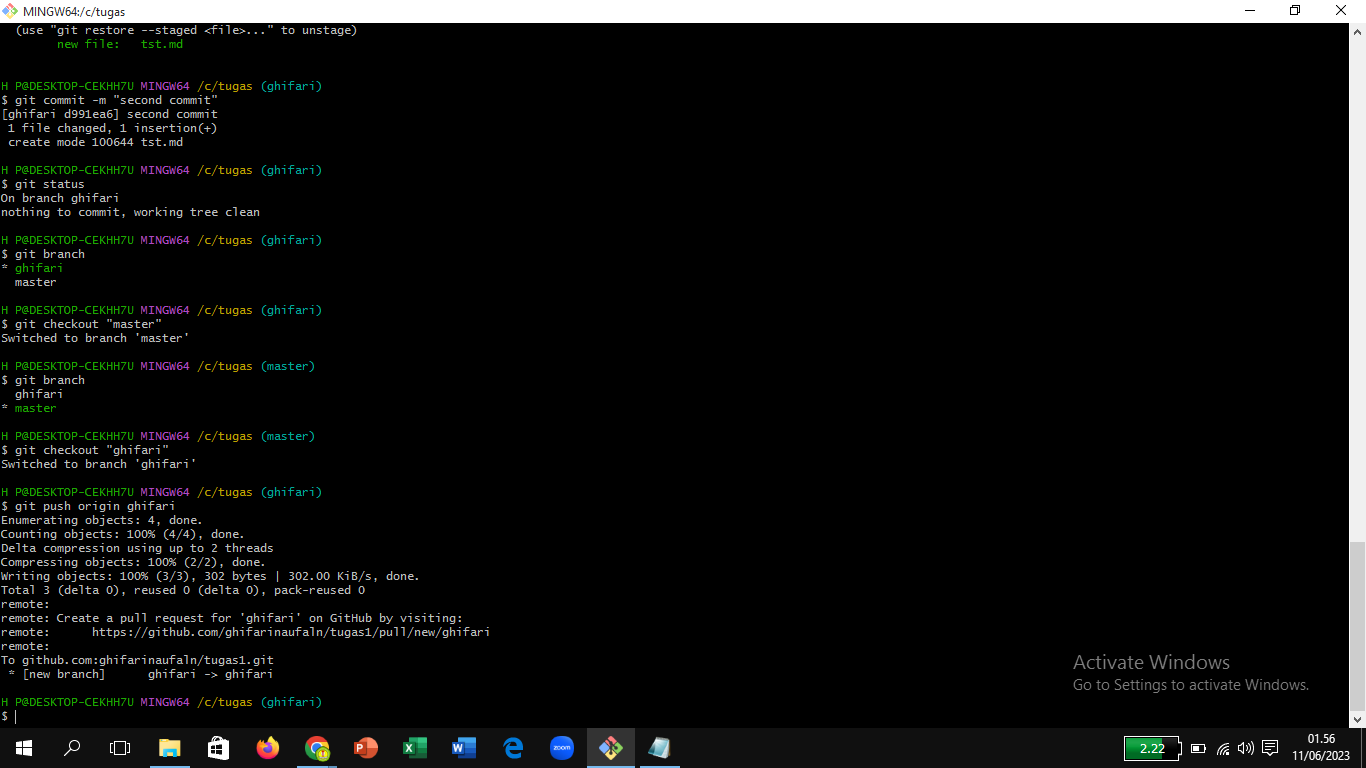 MINGW64:/c/tugas
(use "git restore --staged <file>..." to unstage)
new file:   tst.md
H P@DESKTOP-CEKHH7U MINGW64 /c/tugas (ghifari)
$ git commit -m "second commit"
[ghifari d991ea6] second commit
1 file changed, 1 insertion(+)
create mode 100644 tst.md
H P@DESKTOP-CEKHH7U MINGW64 /c/tugas (ghifari)
$ git status
On branch ghifari
nothing to commit, working tree clean
H P@DESKTOP-CEKHH7U MINGW64 /c/tugas (ghifari)
$ git branch
* ghifari
master
H P@DESKTOP-CEKHH7U MINGW64 /c/tugas (ghifari)
$ git checkout "master"
Switched to branch 'master'
H P@DESKTOP-CEKHH7U MINGW64 /c/tugas (master)
$ git branch
ghifari
* master
H P@DESKTOP-CEKHH7U MINGW64 /c/tugas (master)
$ git checkout "ghifari"
Switched to branch 'ghifari'
H P@DESKTOP-CEKHH7U MINGW64 /c/tugas (ghifari)
$ git push origin ghifari
Enumerating objects: 4, done.
Counting objects: 100% (4/4), done.
Delta compression using up to 2 threads
Compressing objects: 100% (2/2), done.
Writing objects: 100% (3/3), 302 bytes | 302.00 KiB/s, done.
Total 3 (delta 0), reused 0 (delta 0), pack-reused 0
remote:
remote: Create a pull request for 'ghifari' on GitHub by visiting:
remote:      https://github.com/ghifarinaufaln/tugas1/pull/new/ghifari
remote:
To github.com:ghifarinaufaln/tugas1.git
* [new branch]      ghifari -> ghifari
H P@DESKTOP-CEKHH7U MINGW64 /c/tugas (ghifari)
$
Activate Windows
Go to Settings to activate Windows.
zoom
2.22
01.56
11/06/2023